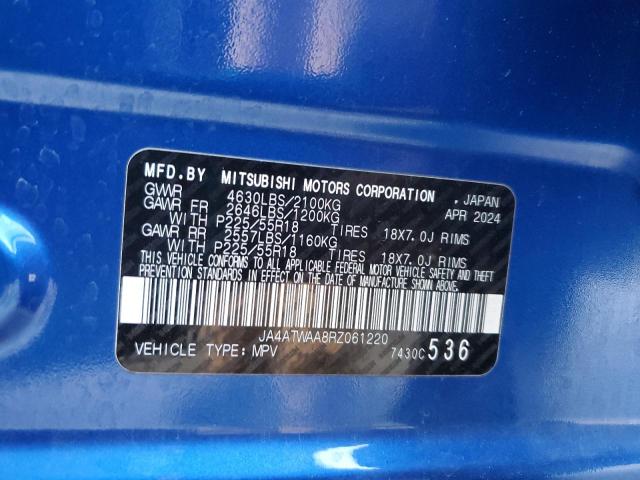 MFD.BY MITSUBISHI MOTORS CORPORATION , JAPAN
GVWR 4630LBS/2100KG APR 2024
GAWR FR 2646LBS/1200KG
WITH P225/55R18 TIRES 18X7.0J RIMS
GAWR RR 2557LBS/1160KG
WITH P225/55R18 TIRES 18X7.0J RIMS
THIS VEHICLE CONFORMS TO ALL APPLICABLE FEDERAL MOTOR VEHICLE SAFETY AND THEFT
PREVENTION STANDARDS IN EFFECT ON THE DATE OF MANUFACTURE SHOWN ABOVE.
JA4ATWAA8RZ061220
VEHICLE TYPE: MPV 7430C 536